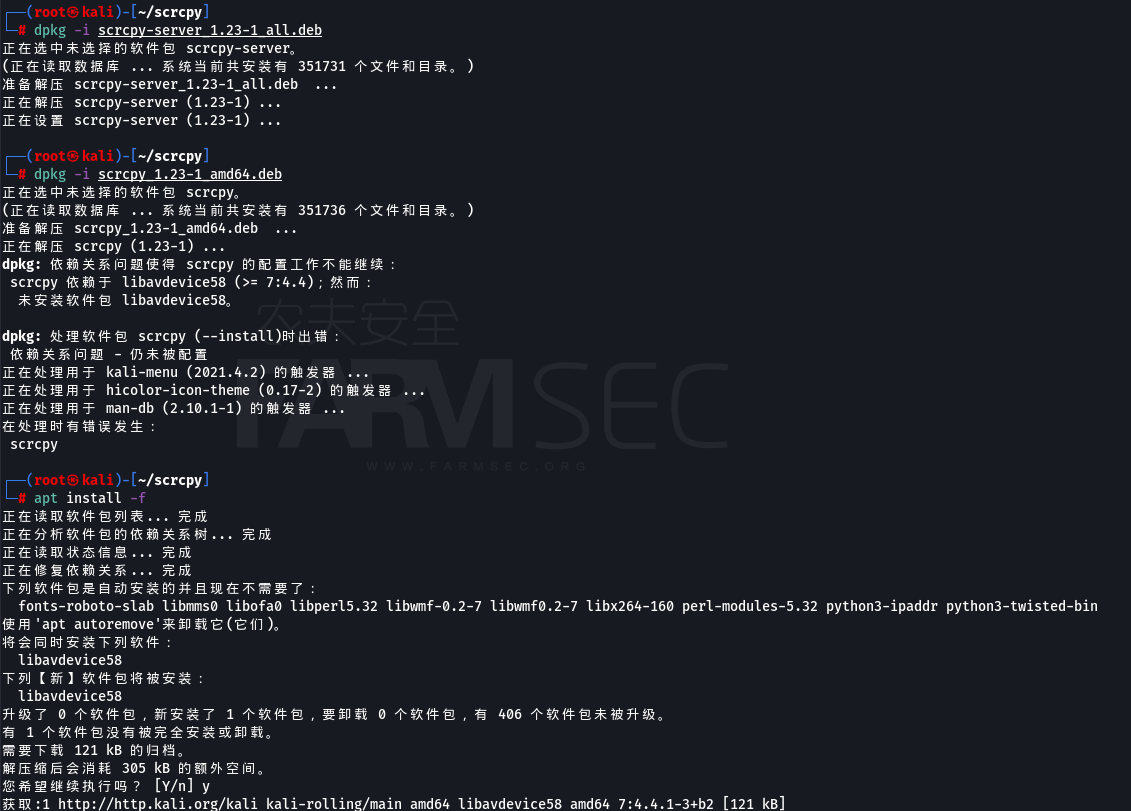 ┌──(root㉿kali)-[~/scrcpy]
└─# dpkg -i scrcpy-server_1.23-1_all.deb
正在选中未选择的软件包 scrcpy-server。
(正在读取数据库 ... 系统当前共安装有 351731 个文件和目录。)
准备解压 scrcpy-server_1.23-1_all.deb  ...
正在解压 scrcpy-server (1.23-1) ...
正在设置 scrcpy-server (1.23-1) ...
┌──(root㉿kali)-[~/scrcpy]
└─# dpkg -i scrcpy_1.23-1_amd64.deb
正在选中未选择的软件包 scrcpy。
(正在读取数据库 ... 系统当前共安装有 351736 个文件和目录。)
准备解压 scrcpy_1.23-1_amd64.deb  ...
正在解压 scrcpy (1.23-1) ...
dpkg: 依赖关系问题使得 scrcpy 的配置工作不能继续：
 scrcpy 依赖于 libavdevice58 (>= 7:4.4)；然而：
  未安装软件包 libavdevice58。
农夫安全
dpkg: 处理软件包 scrcpy (--install)时出错：
 依赖关系问题 - 仍未被配置
正在处理用于 kali-menu (2021.4.2) 的触发器 ...
正在处理用于 hicolor-icon-theme (0.17-2) 的触发器 ...
正在处理用于 man-db (2.10.1-1) 的触发器 ...
FARMSEC
在处理时有错误发生：
 scrcpy
WWW.FARMSEC.ORG
┌──(root㉿kali)-[~/scrcpy]
└─# apt install -f
正在读取软件包列表... 完成
正在分析软件包的依赖关系树... 完成
正在读取状态信息... 完成
正在修复依赖关系... 完成
下列软件包是自动安装的并且现在不需要了：
  fonts-roboto-slab libmms0 libofa0 libperl5.32 libwmf-0.2-7 libwmf0.2-7 libx264-160 perl-modules-5.32 python3-ipaddr python3-twisted-bin
使用'apt autoremove'来卸载它(它们)。
将会同时安装下列软件：
  libavdevice58
下列【新】软件包将被安装：
  libavdevice58
升级了 0 个软件包，新安装了 1 个软件包，要卸载 0 个软件包，有 406 个软件包未被升级。
有 1 个软件包没有被完全安装或卸载。
需要下载 121 kB 的归档。
解压缩后会消耗 305 kB 的额外空间。
您希望继续执行吗？ [Y/n] y
获取:1 http://http.kali.org/kali kali-rolling/main amd64 libavdevice58 amd64 7:4.4.1-3+b2 [121 kB]